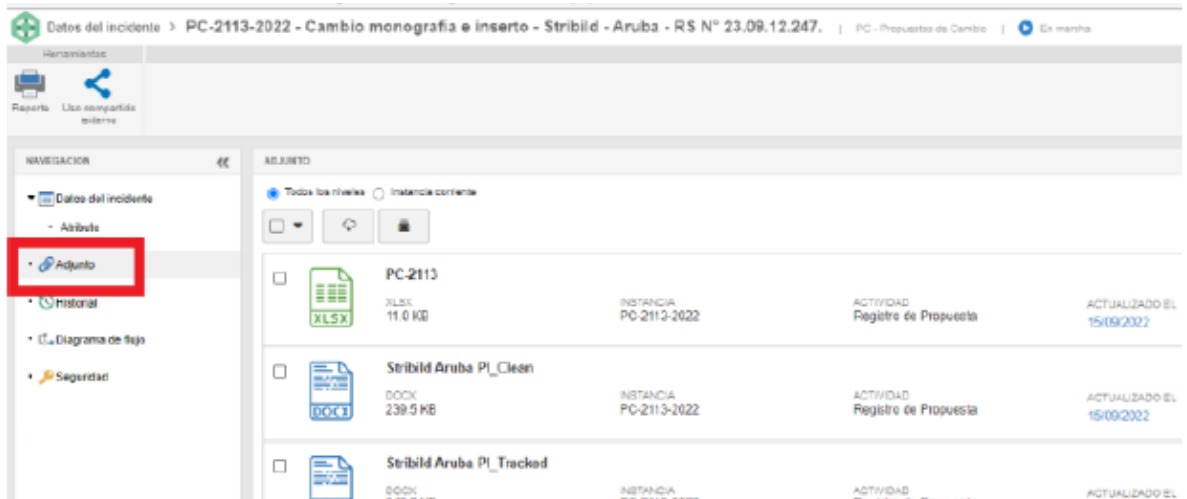 Datos del incidente > PC-2113-2022 - Cambio monografia e inserto - Stribild - Aruba - RS N° 23.09.12.247. | PC - Propuestas de Cambio | En marcha
Herramientas
Reporte Uso compartido externo
NAVEGACION
Datos del incidente
- Atributo
Adjunto
Historial
Diagrama de flujo
Seguridad
ADJUNTO
Todos los niveles Instancia corriente
PC-2113
XLSX INSTANCIA ACTIVIDAD ACTUALIZADO EL
XLSX 11.0 KB PC-2113-2022 Registro de Propuesta 15/09/2022
Stribild Aruba PI_Clean
DOCX INSTANCIA ACTIVIDAD ACTUALIZADO EL
DOCX 239.5 KB PC-2113-2022 Registro de Propuesta 15/09/2022
Stribild Aruba PI_Tracked
DOCX INSTANCIA ACTIVIDAD ACTUALIZADO EL